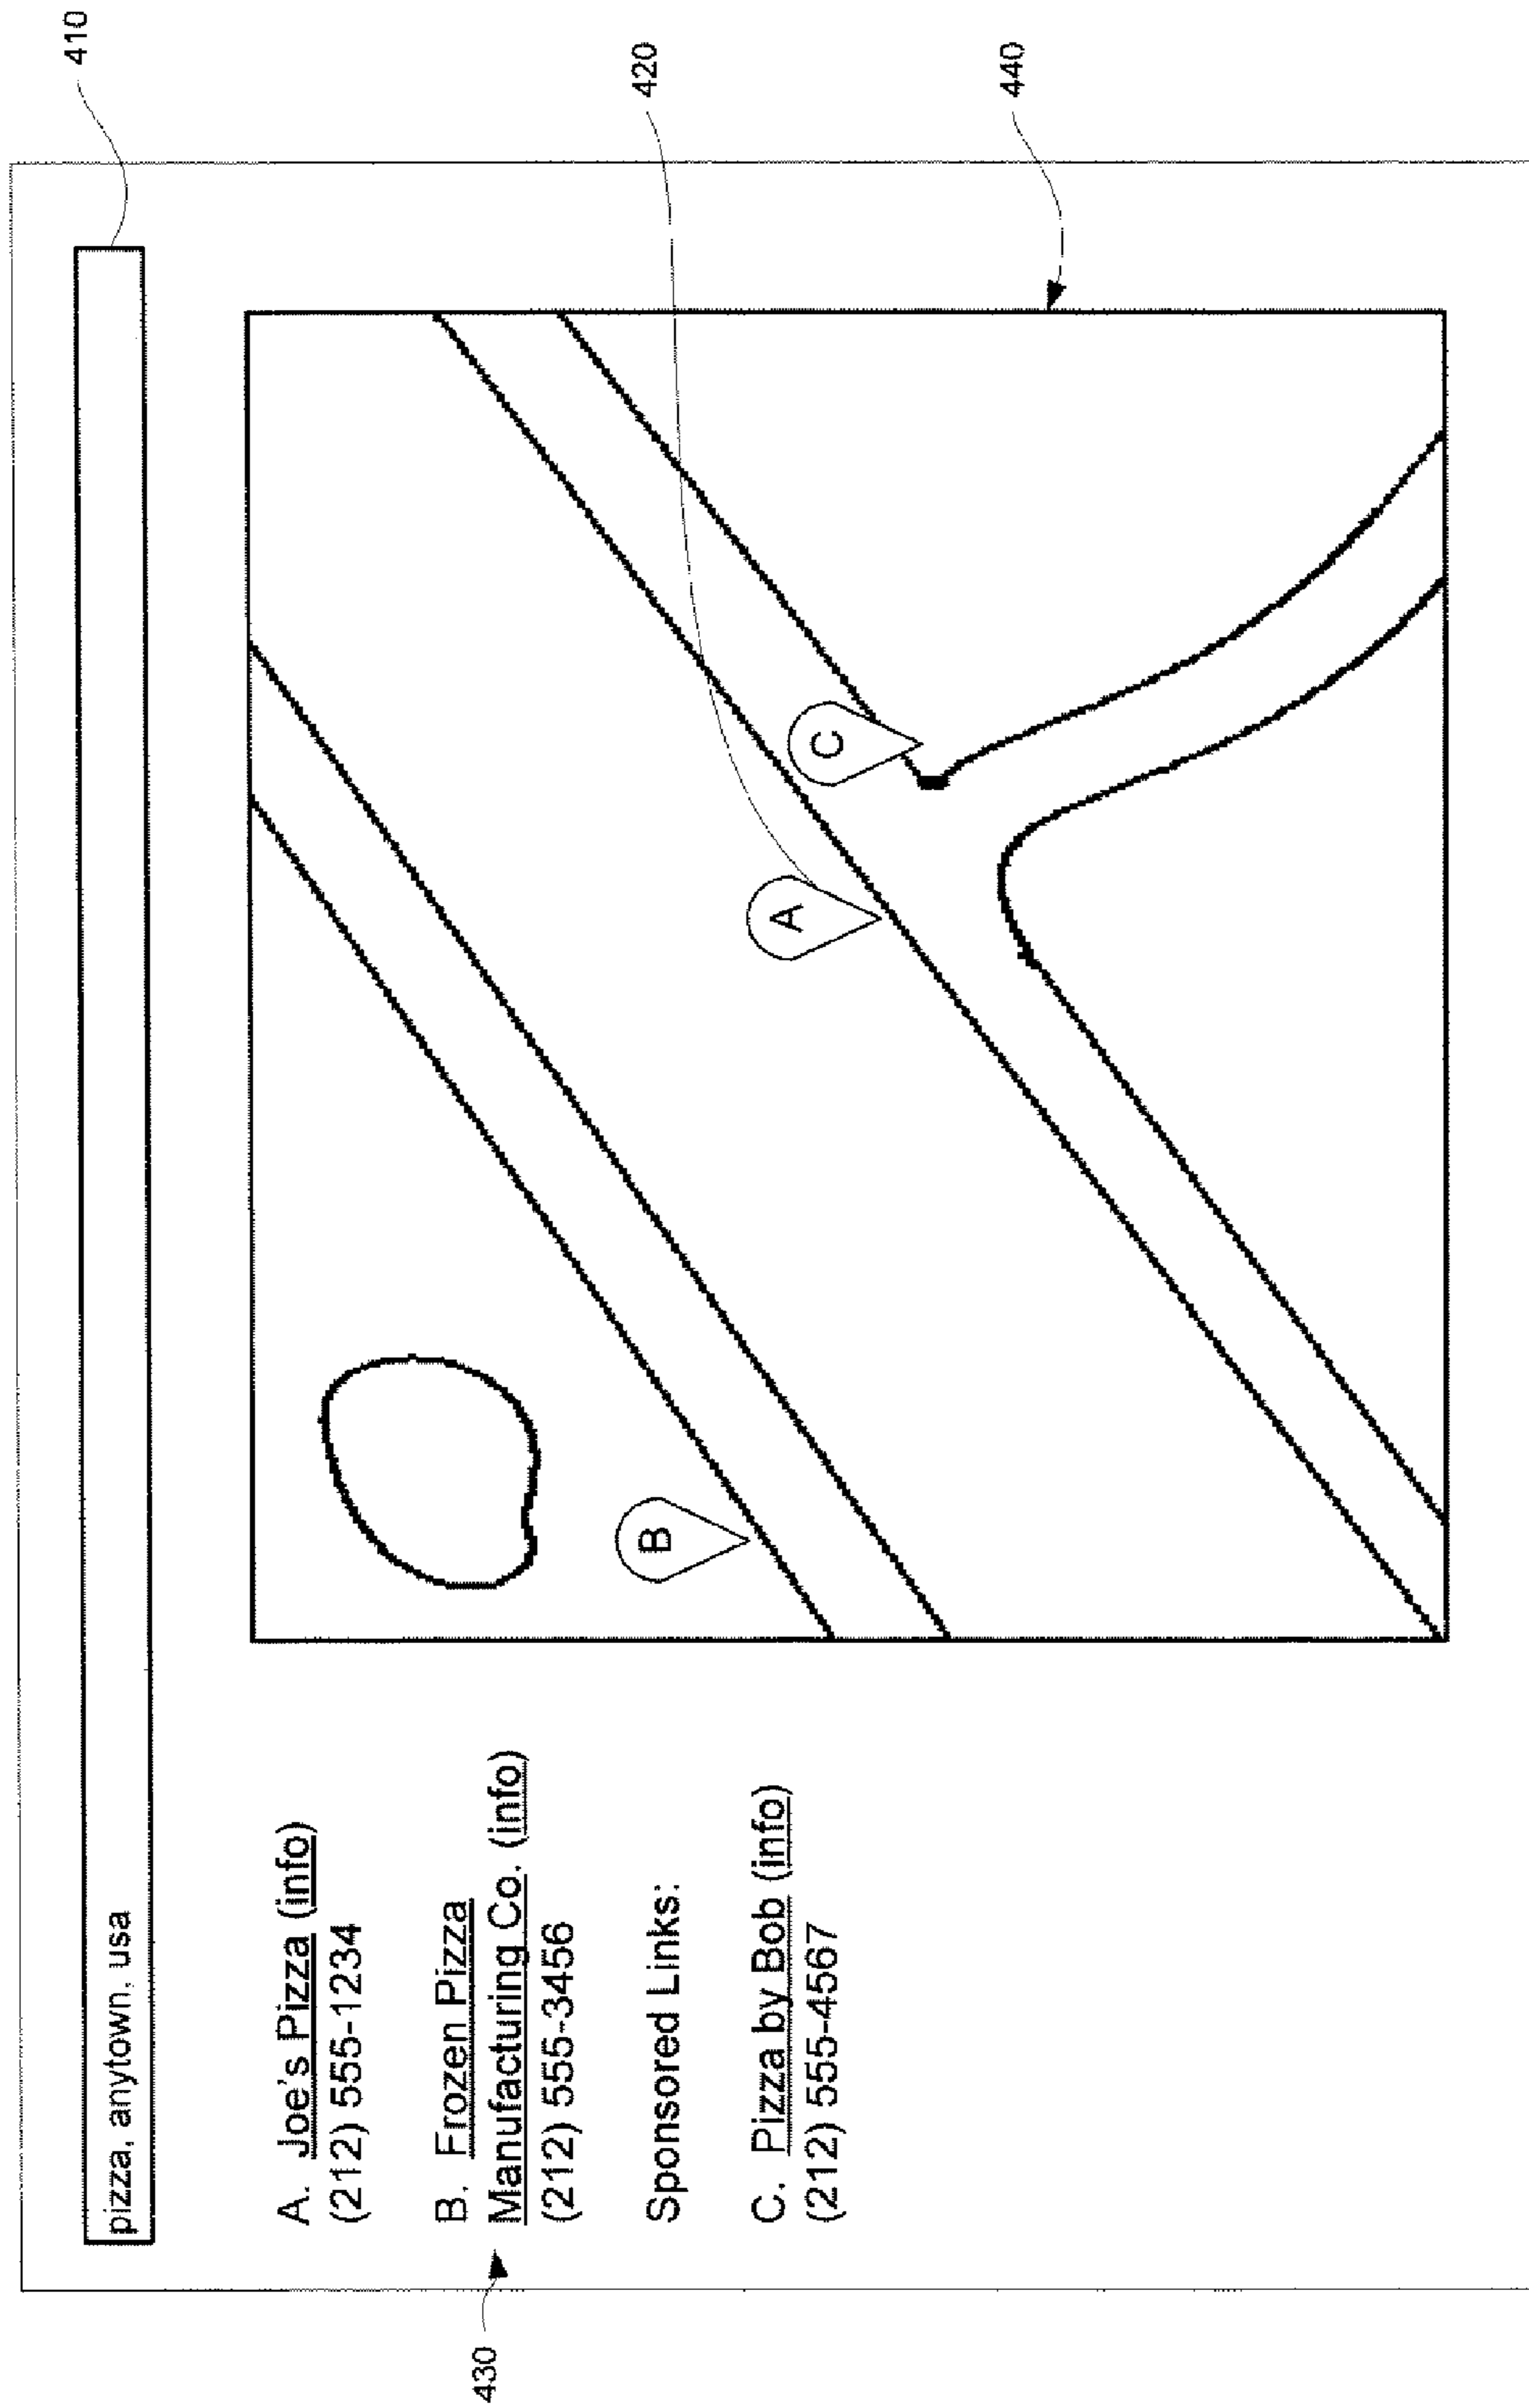 410
pizza, anytown, usa
420
440
A. Joe's Pizza (info)
(212) 555-1234
B. Frozen Pizza
Manufacturing Co. (info)
(212) 555-3456
Sponsored Links:
C. Pizza by Bob (info)
(212) 555-4567
430
B
A
C